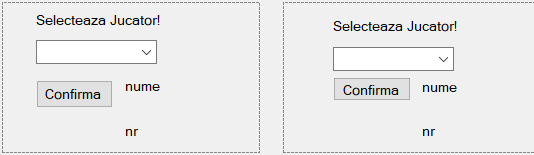 Selecteaza Jucator!
Confirma
nume
nr
Selecteaza Jucator!
Confirma
nume
nr